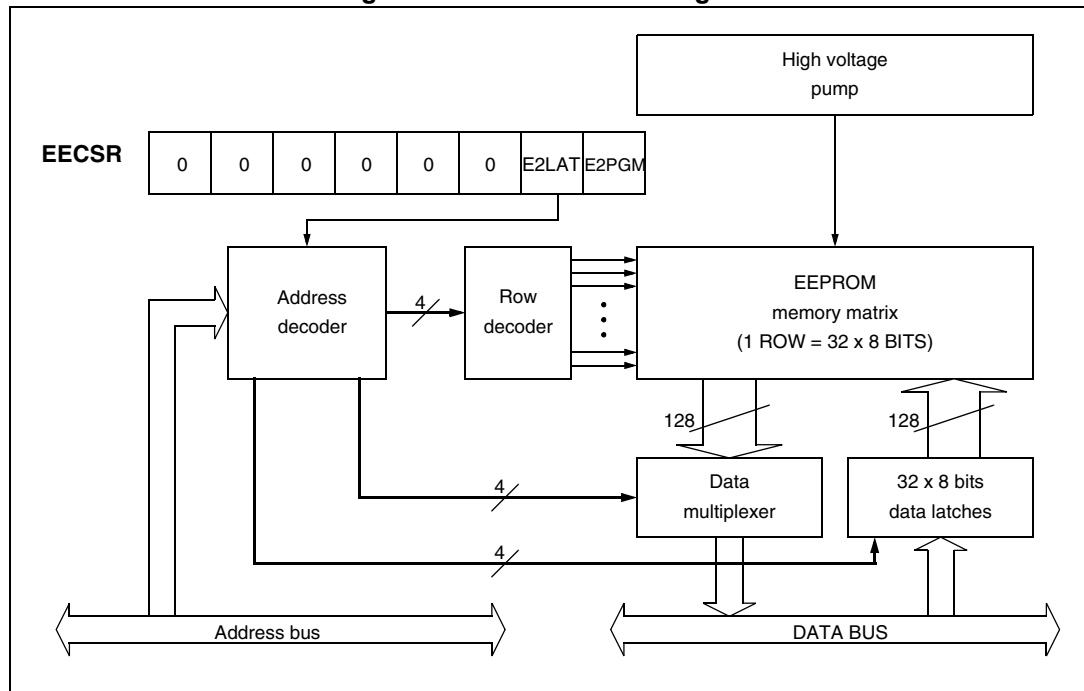 High voltage
pump
EECSR
0 0 0 0 0 0 E2LAT E2PGM
Address
decoder
4
Row
decoder
EEPROM
memory matrix
(1 ROW = 32 x 8 BITS)
128
128
4
Data
multiplexer
32 x 8 bits
data latches
4
Address bus
DATA BUS